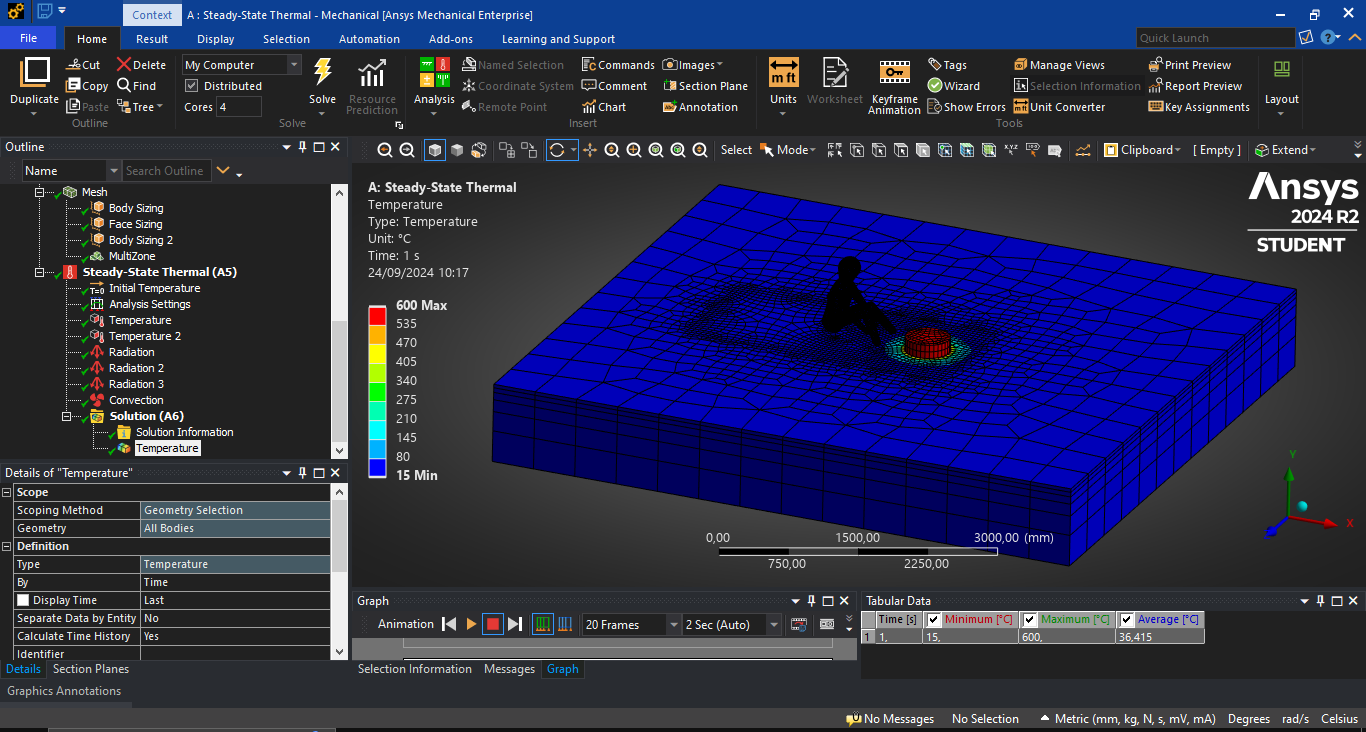 Context
A : Steady-State Thermal - Mechanical [Ansys Mechanical Enterprise]
File
Home
Result
Display
Selection
Automation
Add-ons
Learning and Support
Quick Launch
Duplicate
Cut
Copy
Paste
Delete
Find
Tree
Outline
My Computer
Distributed
Cores 4
Solve
Resource
Prediction
Solve
Analysis
Named Selection
Coordinate System
Remote Point
Commands
Comment
Chart
Images
Section Plane
Annotation
Insert
Units
Worksheet
Keyframe
Animation
Tags
Wizard
Show Errors
Manage Views
Selection Information
Unit Converter
Print Preview
Report Preview
Key Assignments
Tools
Layout
Outline
Name
Search Outline
Mesh
Body Sizing
Face Sizing
Body Sizing 2
MultiZone
Steady-State Thermal (A5)
Initial Temperature
Analysis Settings
Temperature
Temperature 2
Radiation
Radiation 2
Radiation 3
Convection
Solution (A6)
Solution Information
Temperature
Details of "Temperature"
Scope
Scoping Method Geometry Selection
Geometry All Bodies
Definition
Type Temperature
By Time
Display Time Last
Separate Data by Entity No
Calculate Time History Yes
Identifier
Details
Section Planes
Graphics Annotations
Select
Mode
Clipboard
[ Empty ]
Extend
A: Steady-State Thermal
Temperature
Type: Temperature
Unit: °C
Time: 1 s
24/09/2024 10:17
600 Max
535
470
405
340
275
210
145
80
15 Min
Ansys
2024 R2
STUDENT
Y
X
0,00 1500,00 3000,00 (mm)
750,00 2250,00
Graph
Animation
20 Frames
2 Sec (Auto)
Selection Information
Messages
Graph
Tabular Data
Time [s] Minimum [°C] Maximum [°C] Average [°C]
1 1, 15, 600, 36,415
No Messages
No Selection
Metric (mm, kg, N, s, mV, mA)
Degrees
rad/s
Celsius